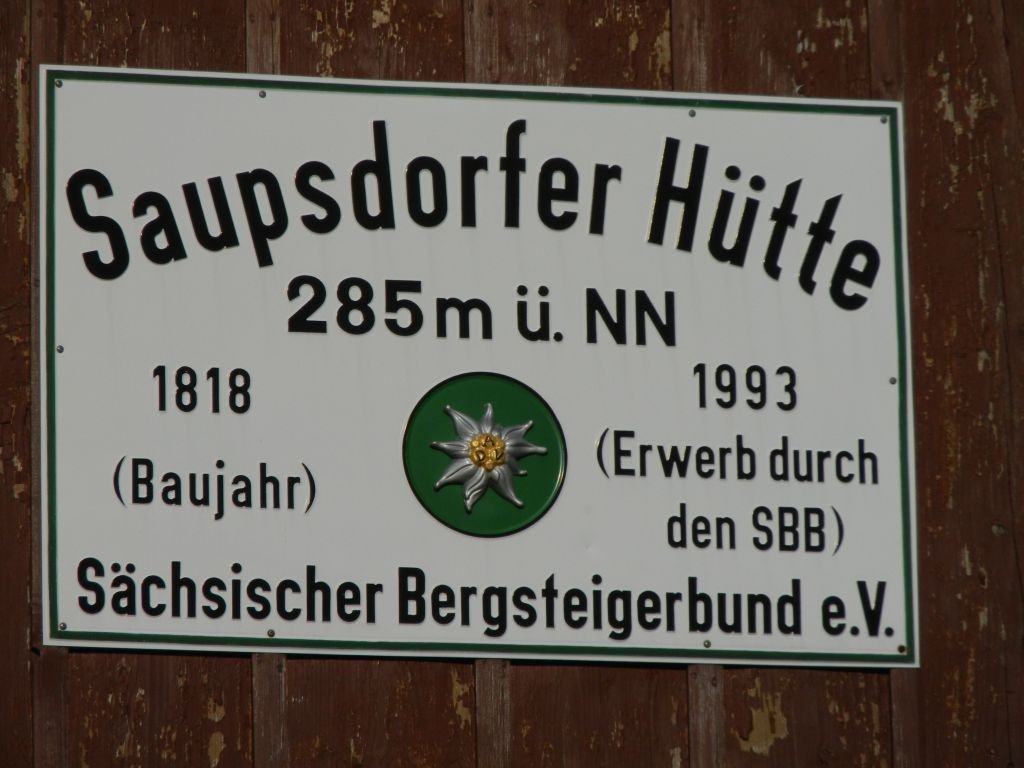 Saupsdorfer Hütte
285m ü. NN
1818
(Baujahr)
1993
(Erwerb durch
den SBB)
Sächsischer Bergsteigerbund e.V.